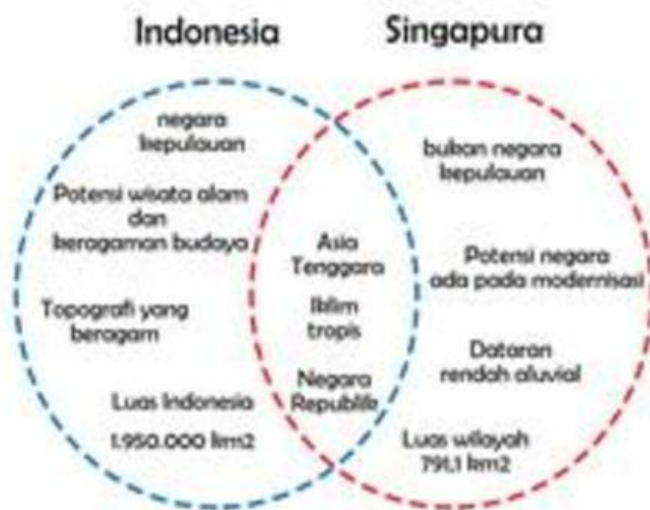 Indonesia
Singapura
negara
kepulauan
Potensi wisata alam
dan
keragaman budaya
Topografi yang
beragam
Luas Indonesia
1.950.000 km2
Asia
Tenggara
Iklim
tropis
Negara
Republik
bukan negara
kepulauan
Potensi negara
ada pada modernisasi
Dataran
rendah aluvial
Luas wilayah
791,1 km2